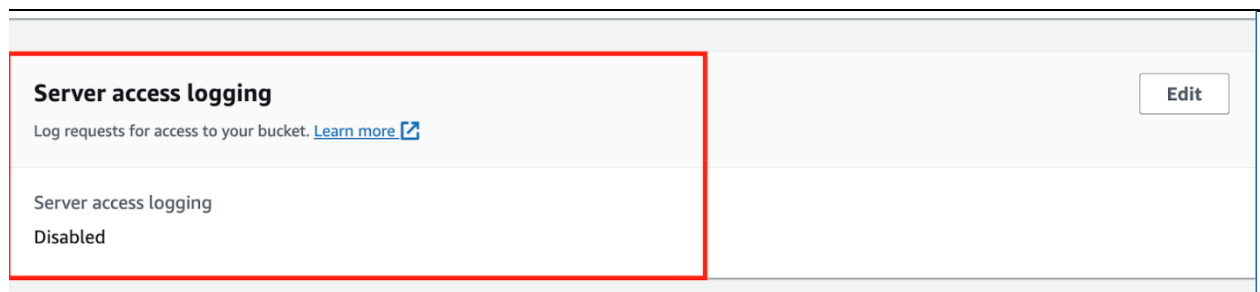 Server access logging
Edit
Log requests for access to your bucket. Learn more
Server access logging
Disabled